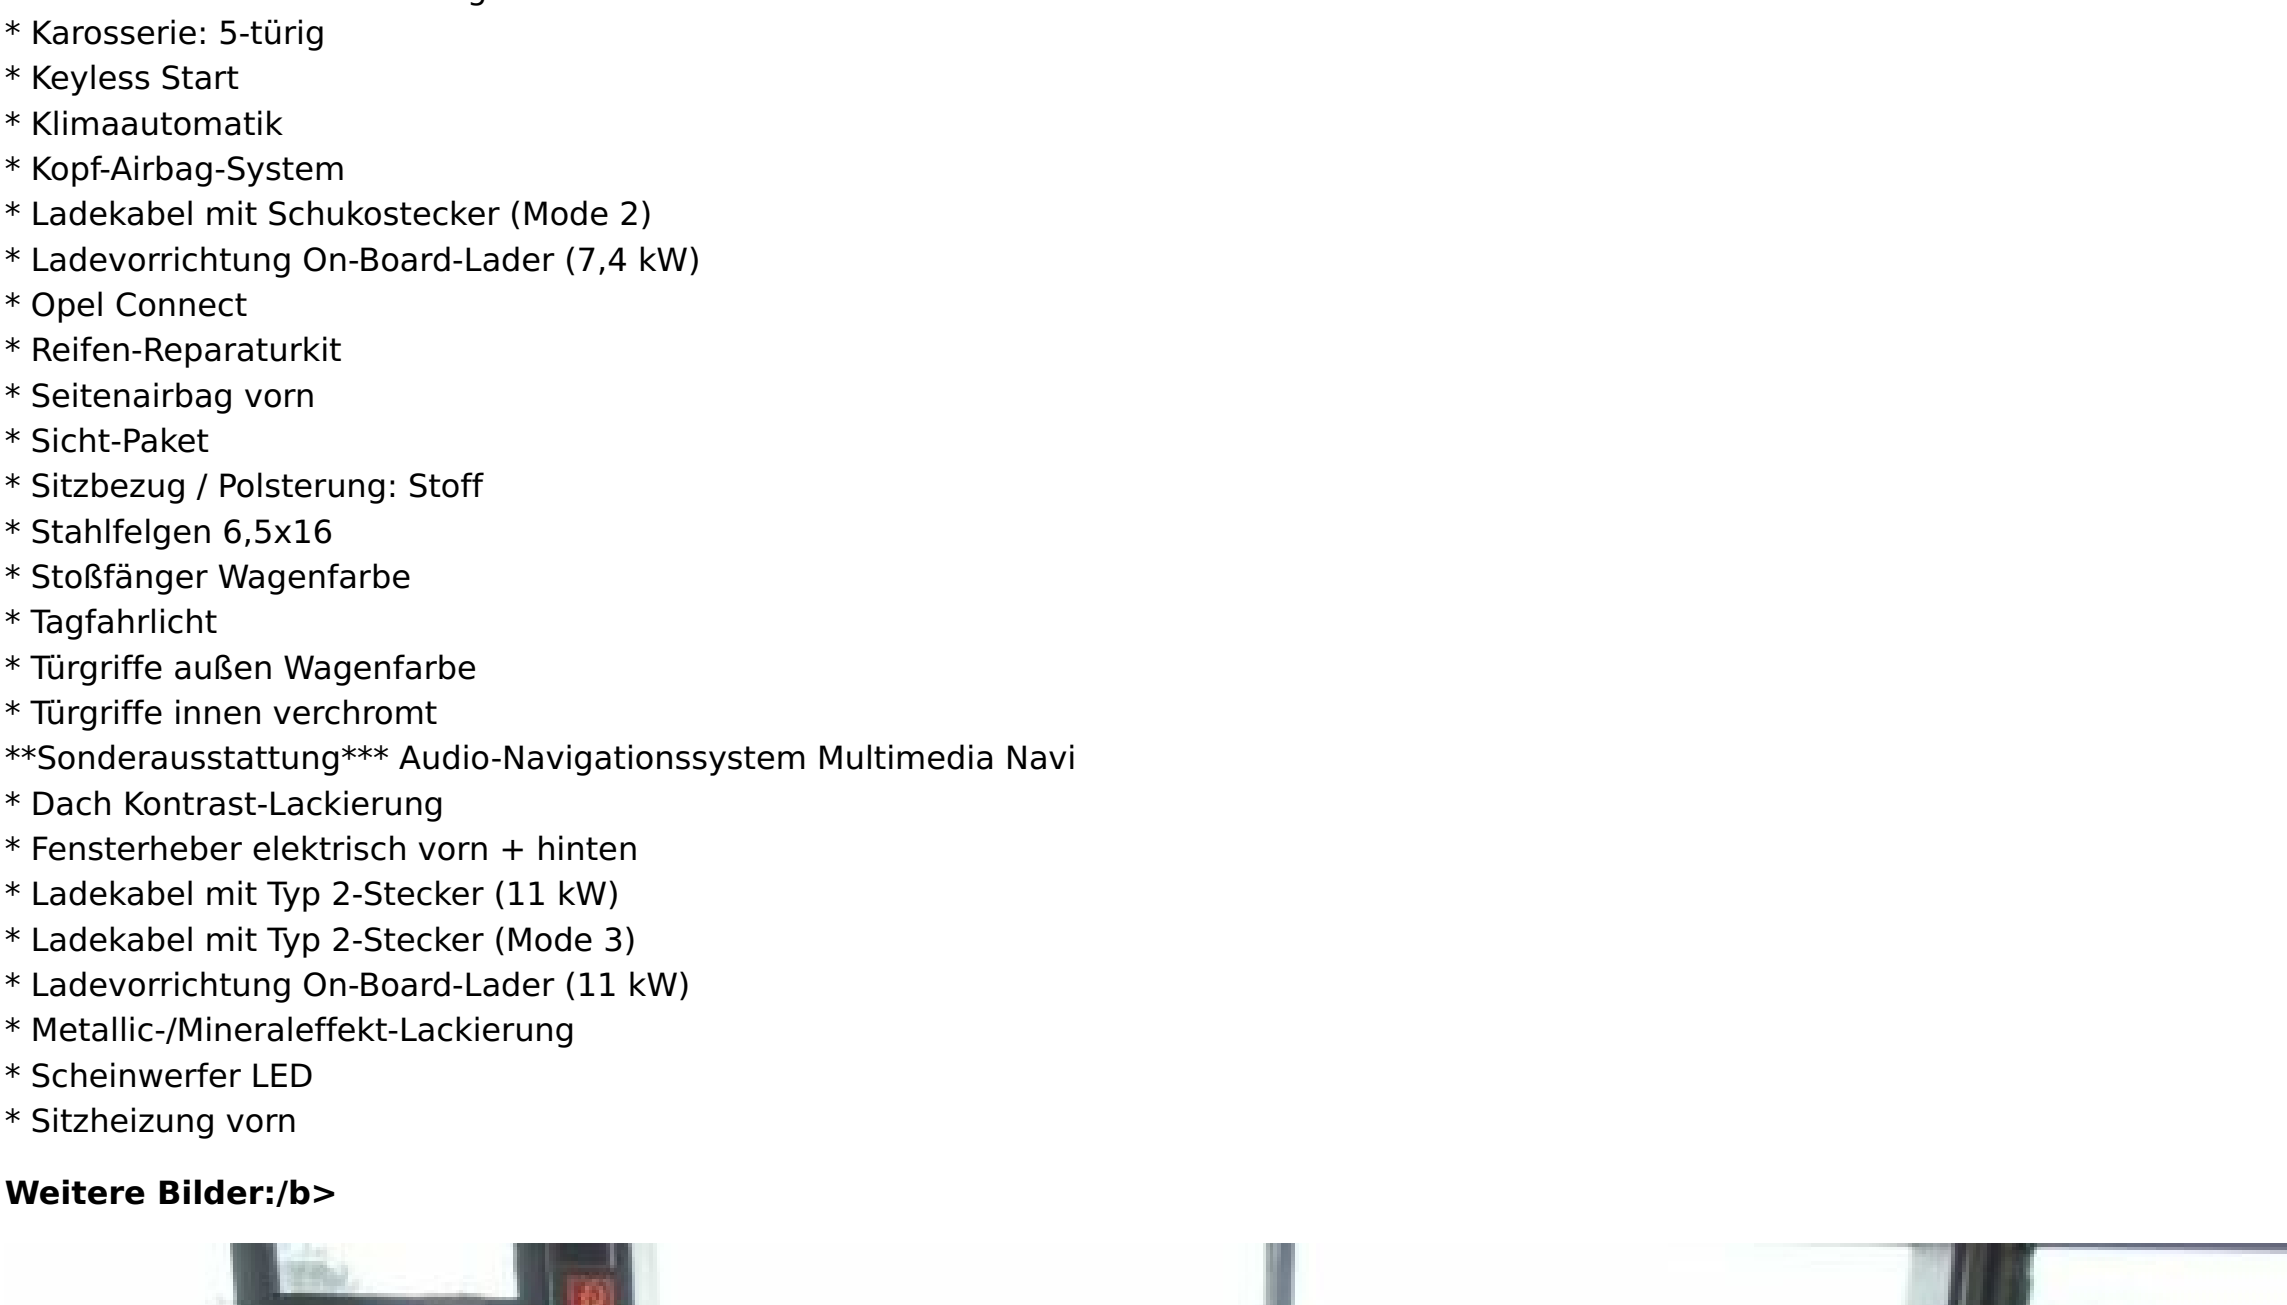 * Karosserie: 5-türig
* Keyless Start
* Klimaautomatik
* Kopf-Airbag-System
* Ladekabel mit Schukostecker (Mode 2)
* Ladevorrichtung On-Board-Lader (7,4 kW)
* Opel Connect
* Reifen-Reparaturkit
* Seitenairbag vorn
* Sicht-Paket
* Sitzbezug / Polsterung: Stoff
* Stahlfelgen 6,5x16
* Stoßfänger Wagenfarbe
* Tagfahrlicht
* Türgriffe außen Wagenfarbe
* Türgriffe innen verchromt
**Sonderausstattung*** Audio-Navigationssystem Multimedia Navi
* Dach Kontrast-Lackierung
* Fensterheber elektrisch vorn + hinten
* Ladekabel mit Typ 2-Stecker (11 kW)
* Ladekabel mit Typ 2-Stecker (Mode 3)
* Ladevorrichtung On-Board-Lader (11 kW)
* Metallic-/Mineraleffekt-Lackierung
* Scheinwerfer LED
* Sitzheizung vorn
Weitere Bilder:/b>